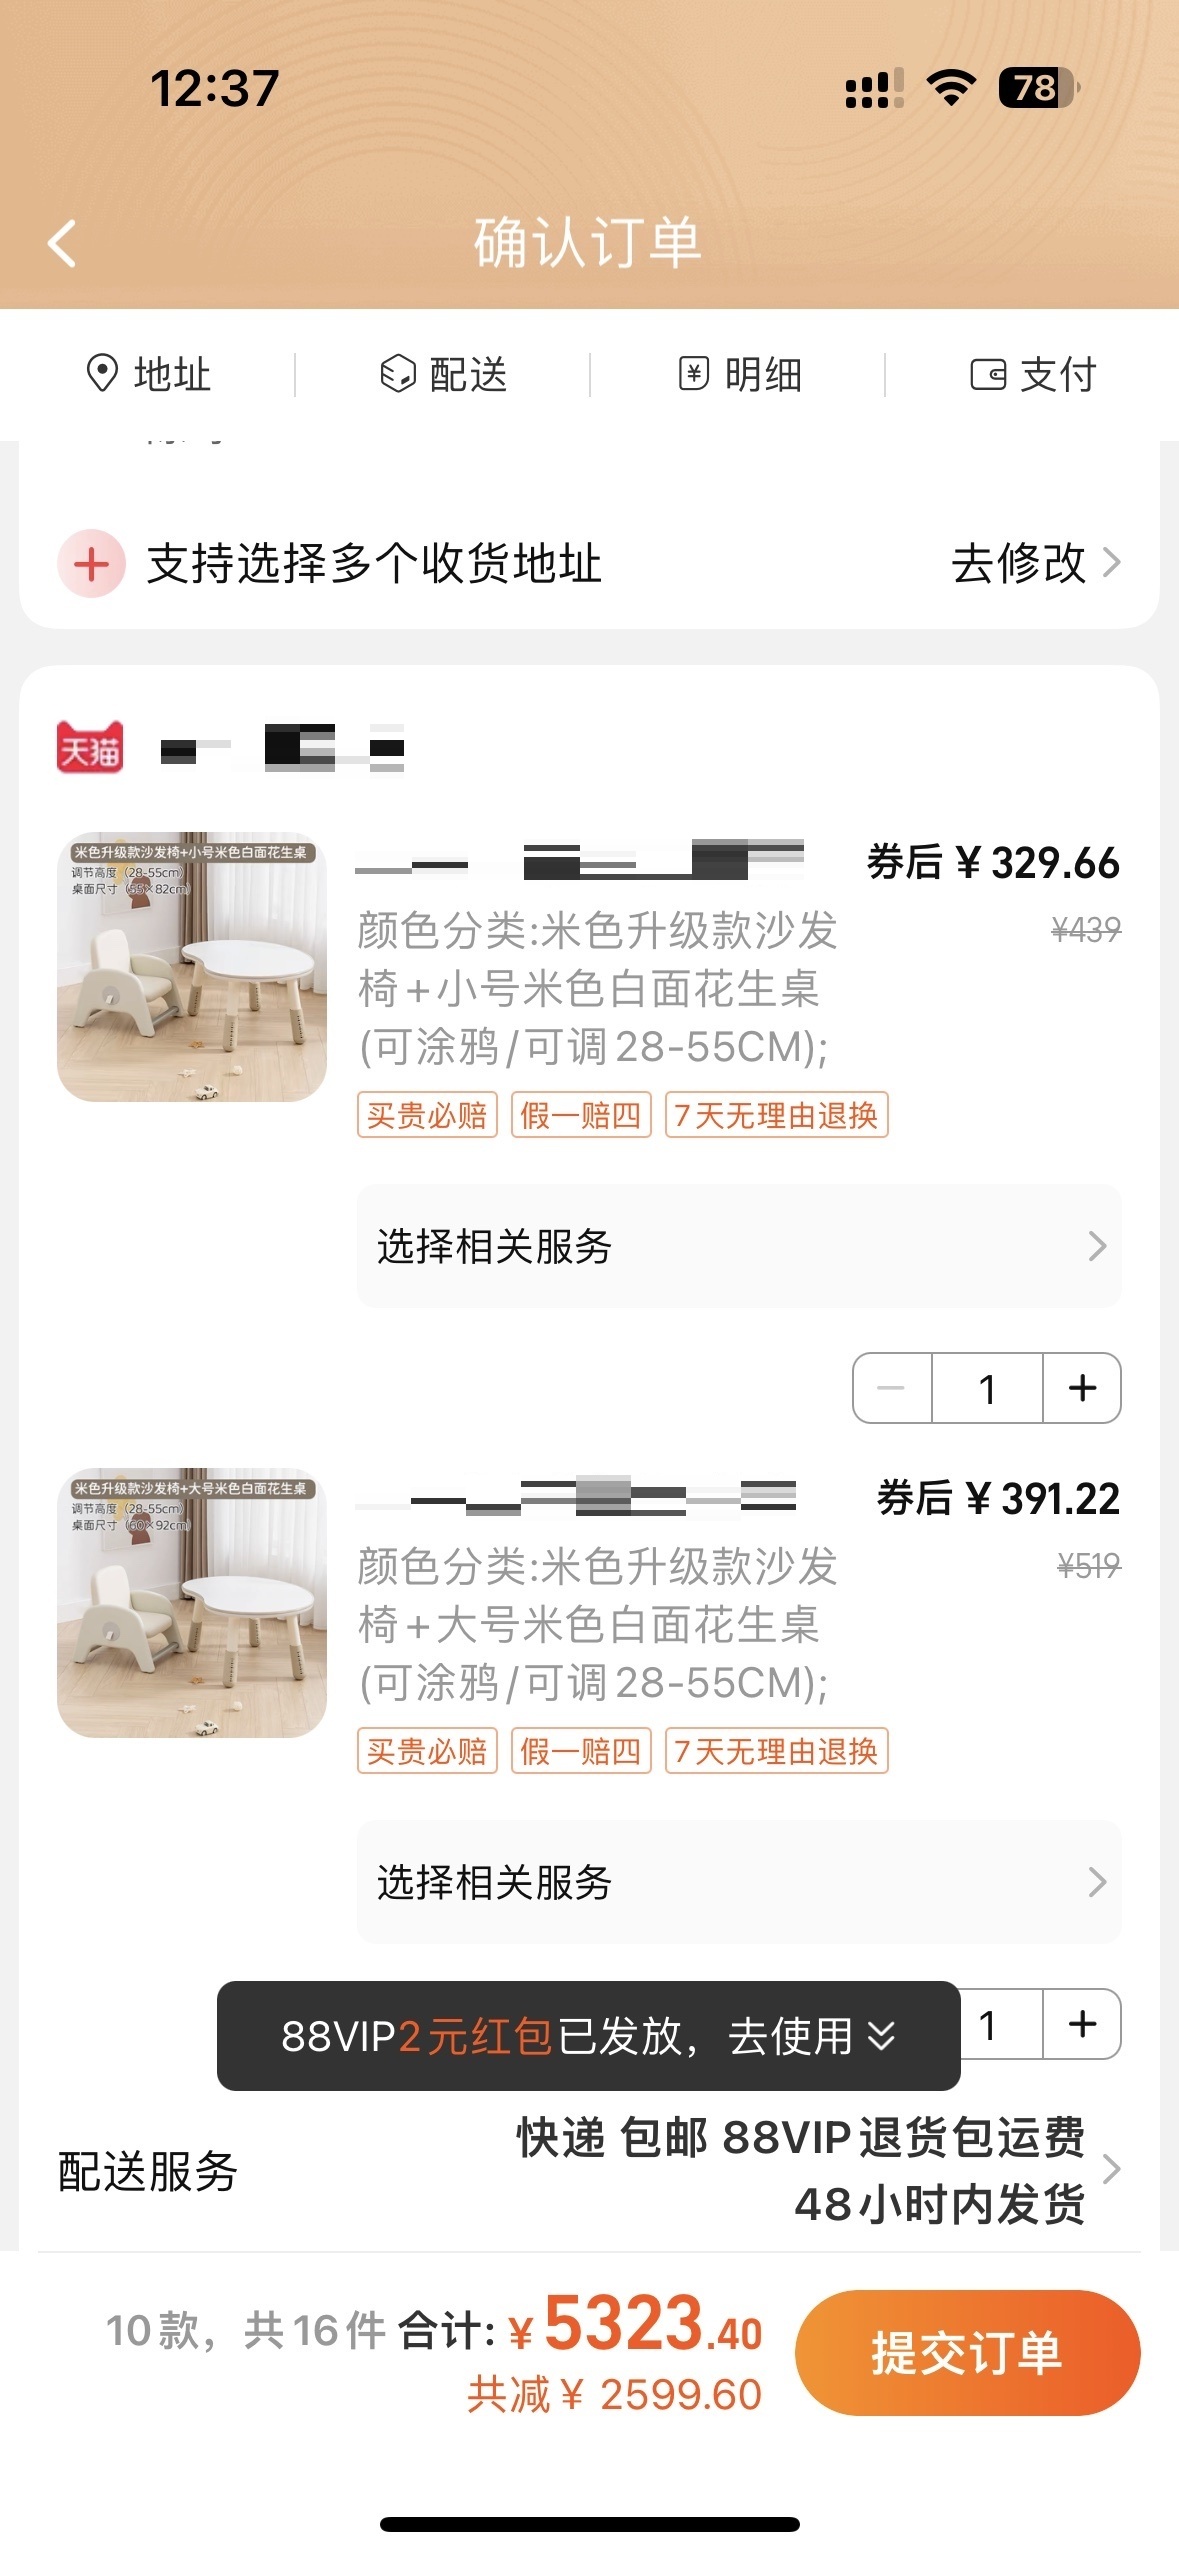 12:37
78
确认订单
地址
配送
明细
支付
支持选择多个收货地址
去修改
天猫
米色升级款沙发椅+小号米色白面花生桌
调节高度（28-55cm）
桌面尺寸（55×82cm）
券后 ¥ 329.66
¥439
颜色分类:米色升级款沙发
椅+小号米色白面花生桌
(可涂鸦/可调28-55CM);
买贵必赔
假一赔四
7天无理由退换
选择相关服务
1
米色升级款沙发椅+大号米色白面花生桌
调节高度（28-55cm）
桌面尺寸（60×92cm）
券后 ¥ 391.22
¥519
颜色分类:米色升级款沙发
椅+大号米色白面花生桌
(可涂鸦/可调28-55CM);
买贵必赔
假一赔四
7天无理由退换
选择相关服务
88VIP2元红包已发放，去使用
1
配送服务
快递 包邮 88VIP退货包运费
48小时内发货
10款，共16件 合计: ¥ 5323.40
共减 ¥ 2599.60
提交订单